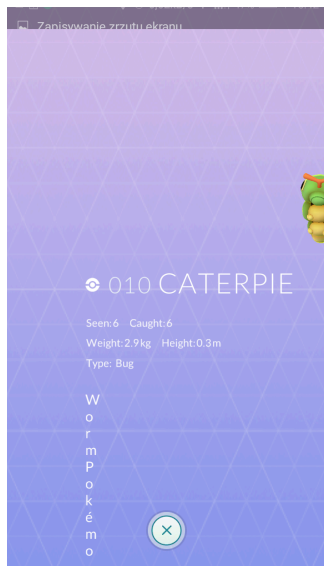 Zapisywanie zrzutu ekranu
010 CATERPIE
Seen:6 Caught:6
Weight:2.9kg Height:0.3m
Type: Bug
W
o
r
m
P
o
k
é
m
o